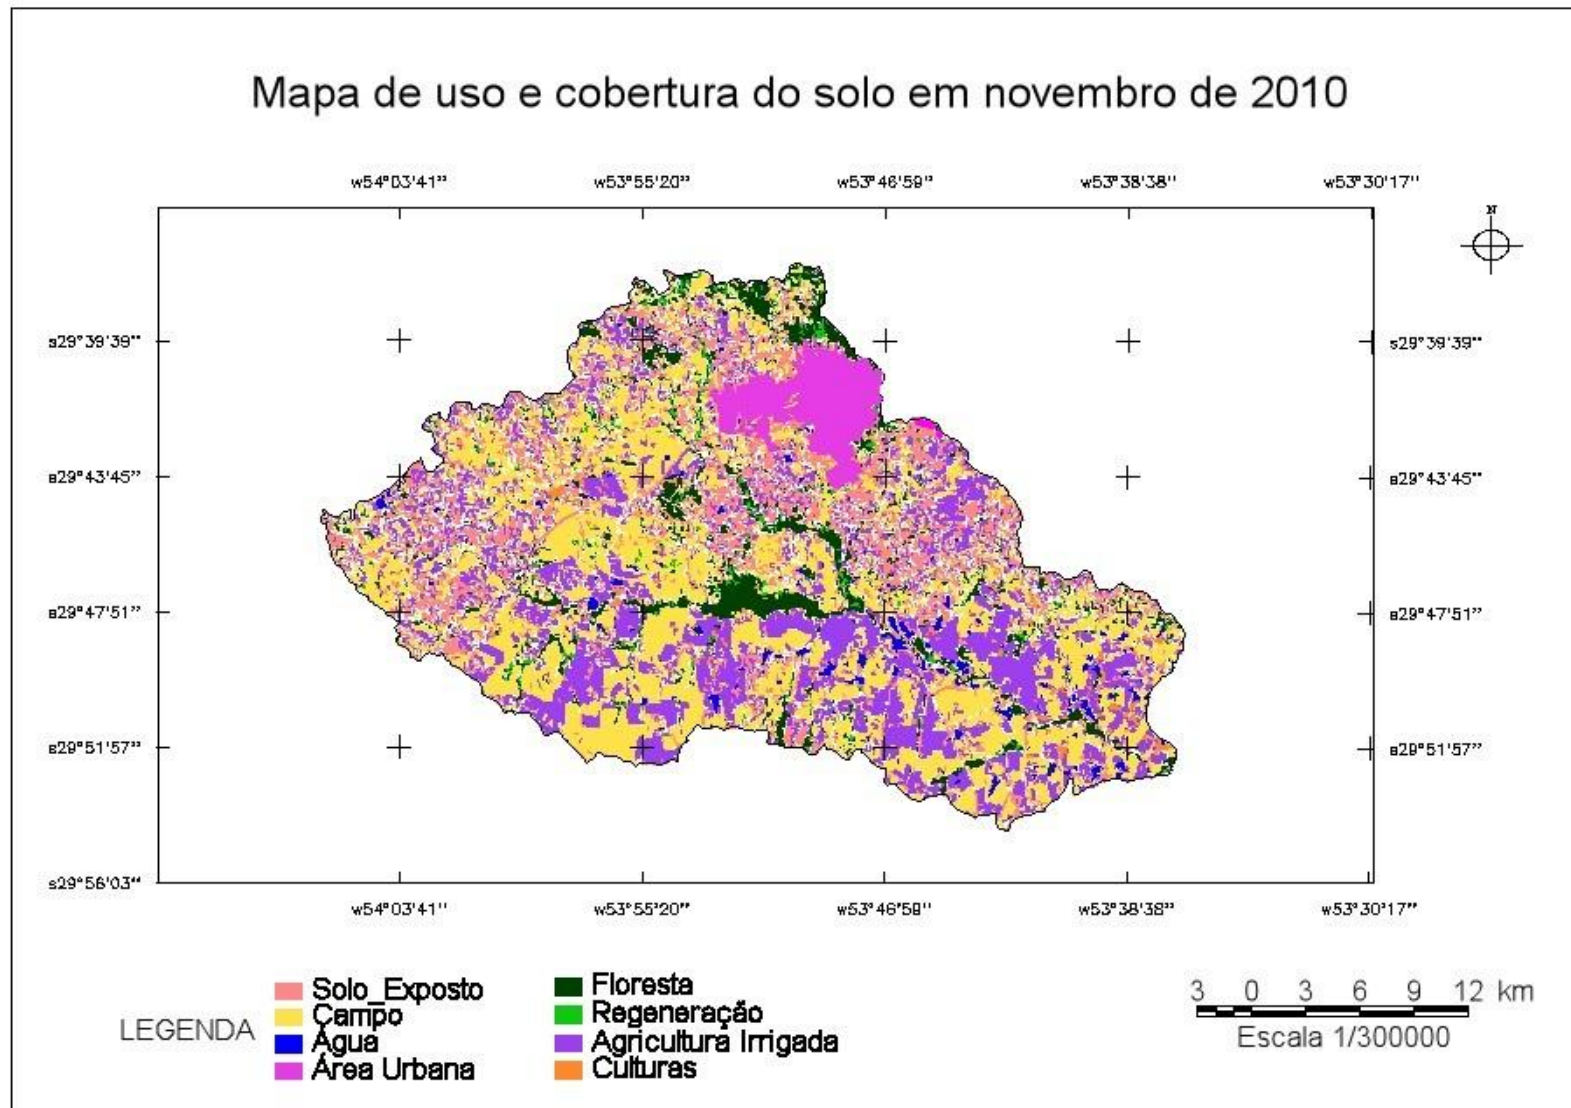 Mapa de uso e cobertura do solo em novembro de 2010
w54°03'41" w53°55'20" w53°46'59" w53°38'38" w53°30'17"
N
s29°39'39" s29°39'39"
s29°43'45" s29°43'45"
s29°47'51" s29°47'51"
s29°51'57" s29°51'57"
s29°56'03"
w54°03'41" w53°55'20" w53°46'59" w53°38'38" w53°30'17"
LEGENDA
Solo_Exposto
Campo
Água
Área Urbana
Floresta
Regeneração
Agricultura Irrigada
Culturas
3 0 3 6 9 12 km
Escala 1/300000